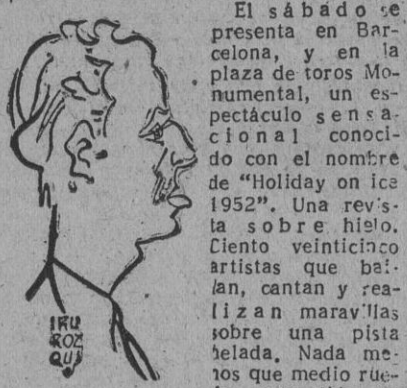 El sábado se
presenta en Bar-
celona, y en la
plaza de toros Mo-
numental, un es-
pectáculo sensa-
cional conoci-
do con el nombre
de "Holiday on ice
1952". Una revis-
ta sobre hielo.
Ciento veinticinco
artistas que bai-
lan, cantan y rea-
lizan maravillas
sobre una pista
helada. Nada me-
nos que medio rue-
IRU
ROZ
QUI